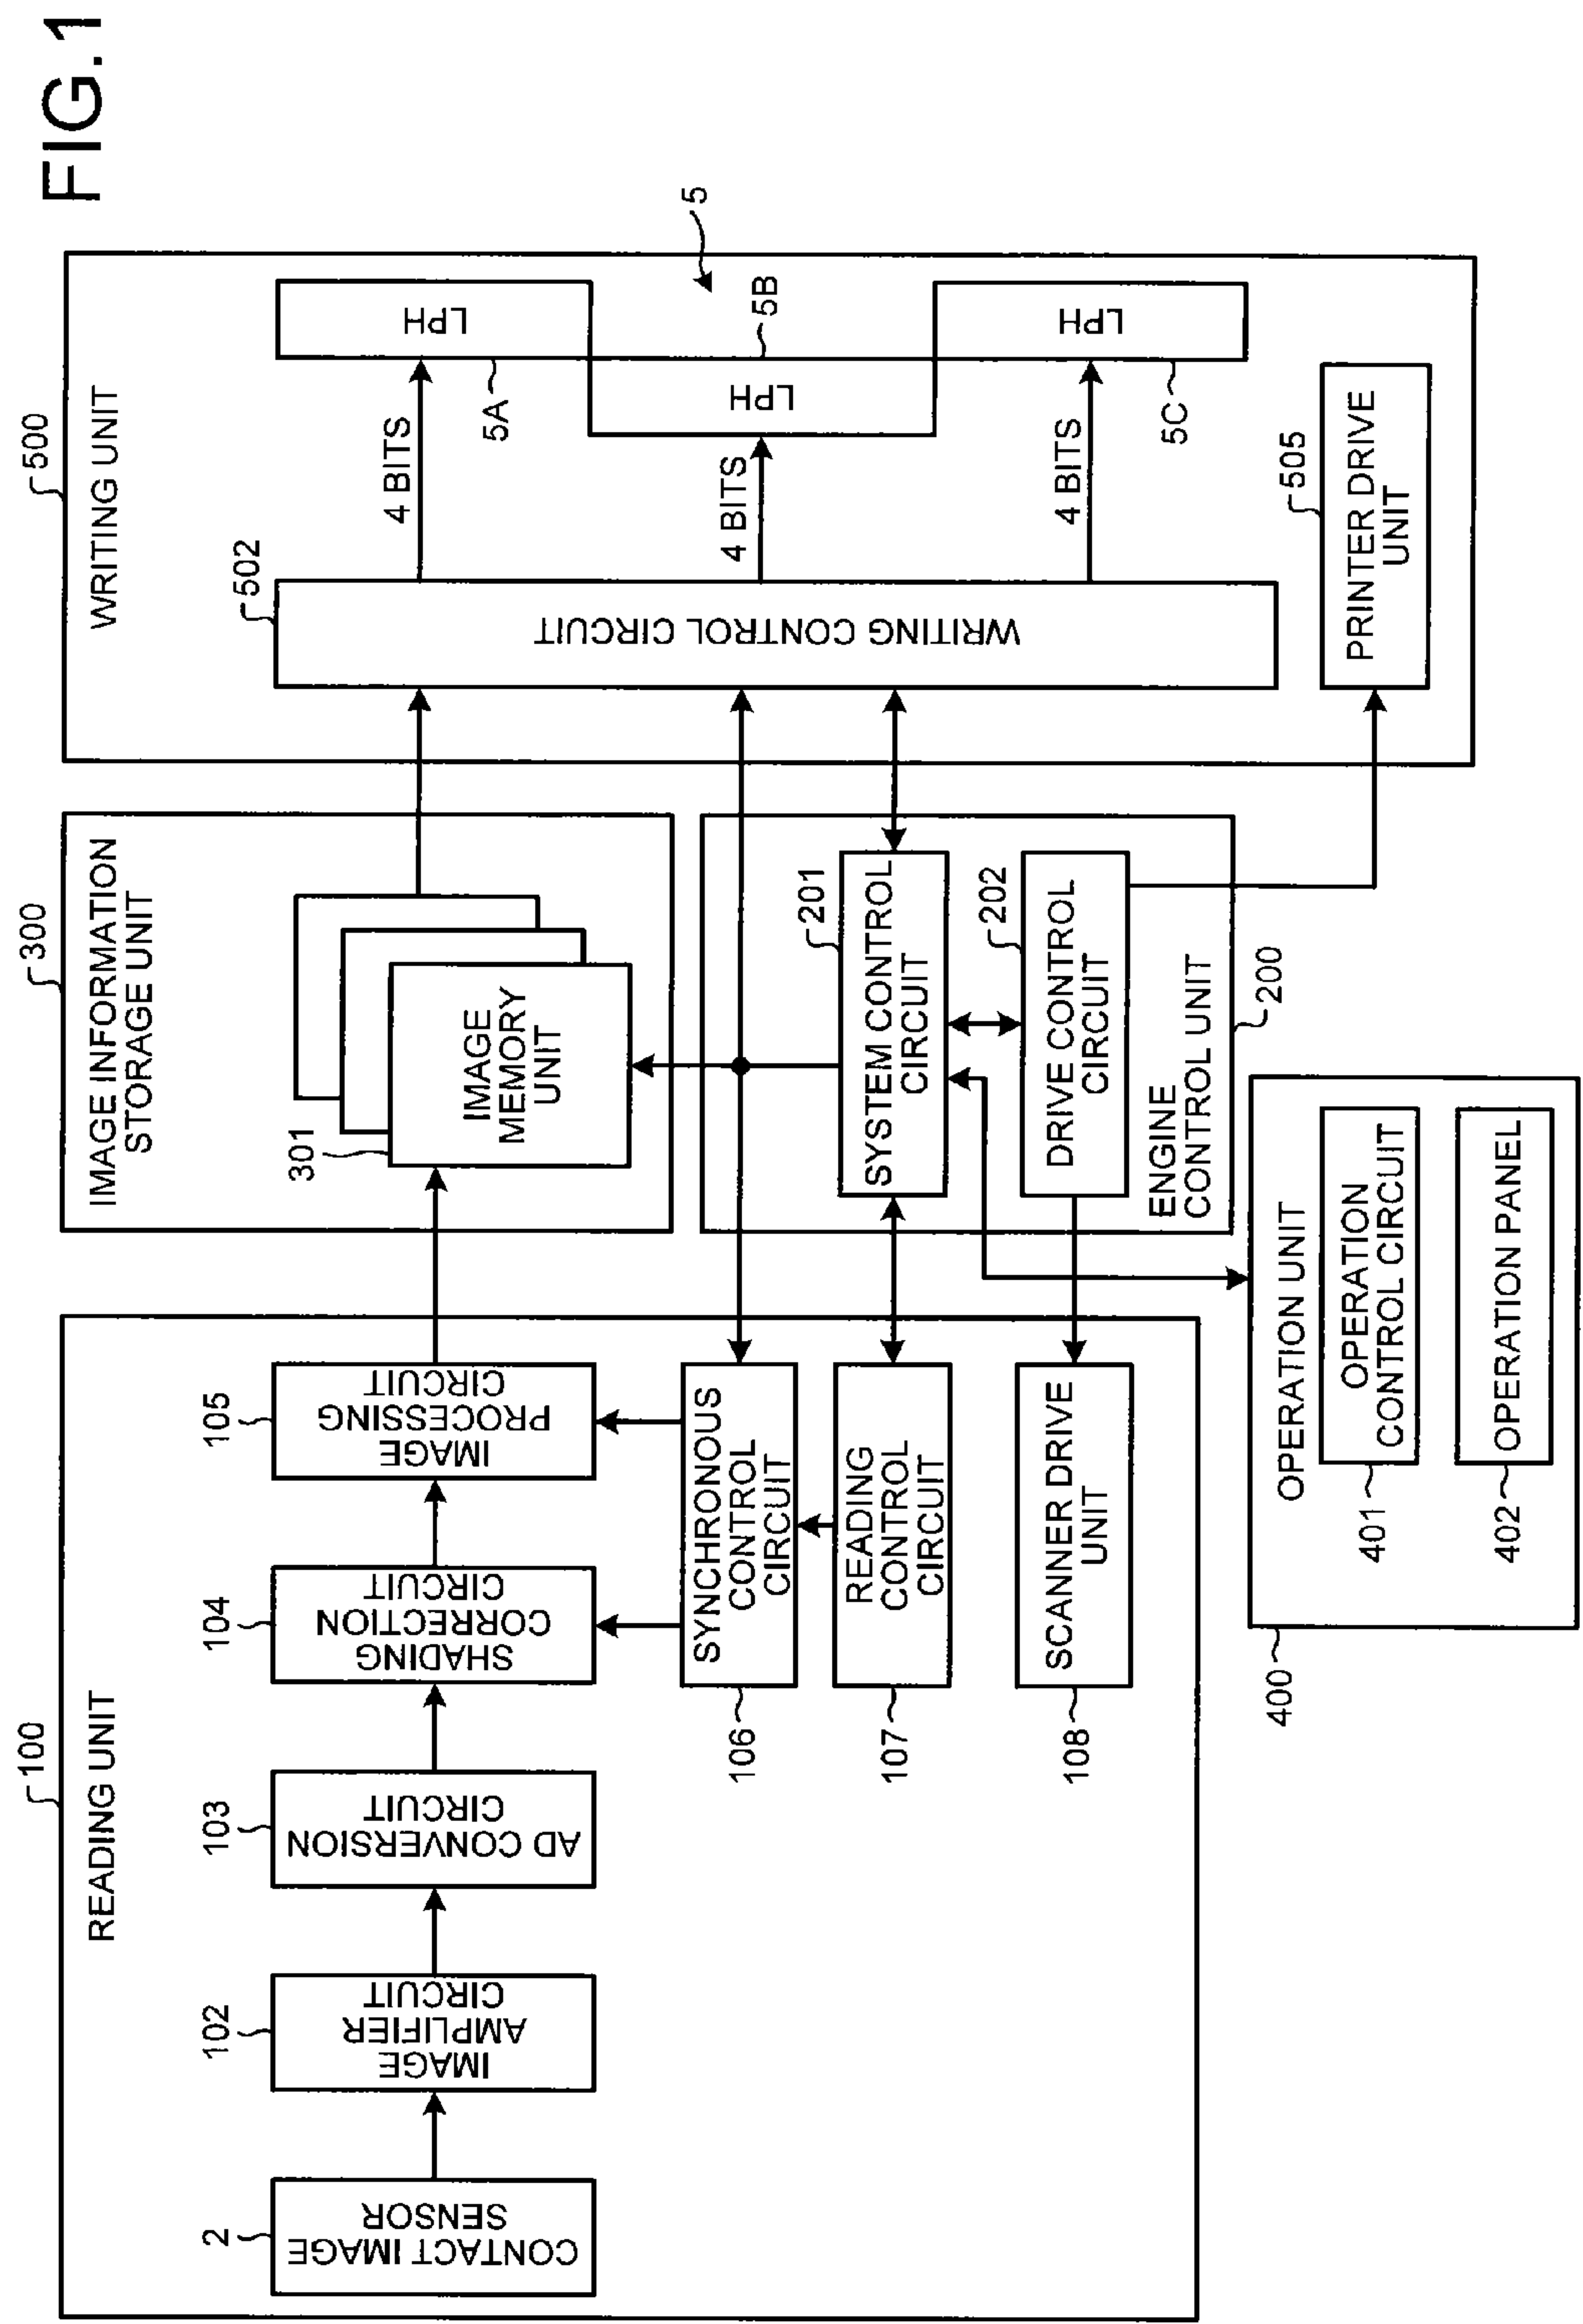 FIG.1
100
READING UNIT
2
CONTACT IMAGE
SENSOR
102
IMAGE
AMPLIFIER
CIRCUIT
103
AD CONVERSION
CIRCUIT
104
SHADING
CORRECTION
CIRCUIT
105
IMAGE
PROCESSING
CIRCUIT
106
SYNCHRONOUS
CONTROL
CIRCUIT
107
READING
CONTROL
CIRCUIT
108
SCANNER DRIVE
UNIT
300
IMAGE INFORMATION
STORAGE UNIT
301
IMAGE
MEMORY
UNIT
201
SYSTEM CONTROL
CIRCUIT
202
DRIVE CONTROL
CIRCUIT
ENGINE
CONTROL UNIT
200
400
OPERATION UNIT
401
OPERATION
CONTROL CIRCUIT
402
OPERATION PANEL
500
WRITING UNIT
502
WRITING CONTROL CIRCUIT
4 BITS
4 BITS
4 BITS
5A
LPH
5B
LPH
5C
LPH
5
505
PRINTER DRIVE
UNIT